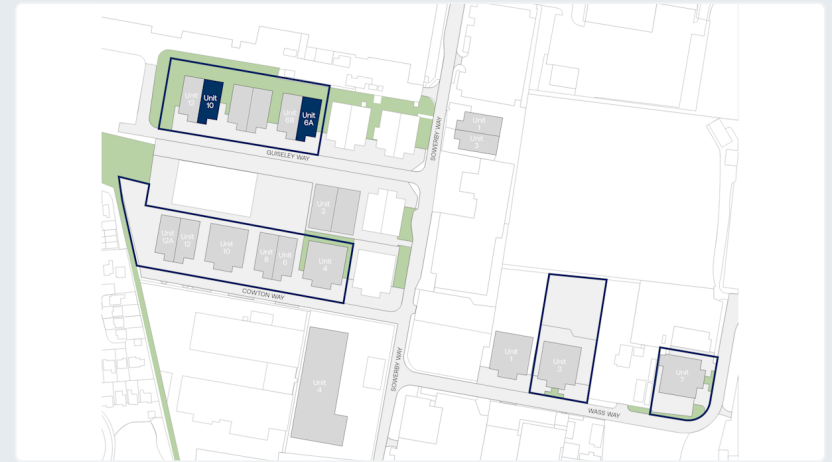 Unit
12
Unit
10
Unit
6B
Unit
6A
GUISELEY WAY
SOWERBY WAY
Unit
1
Unit
2
Unit
2
Unit
12A
Unit
12
Unit
10
Unit
8
Unit
6
Unit
4
COWTON WAY
SOWERBY WAY
Unit
4
Unit
1
Unit
3
Unit
7
WASS WAY